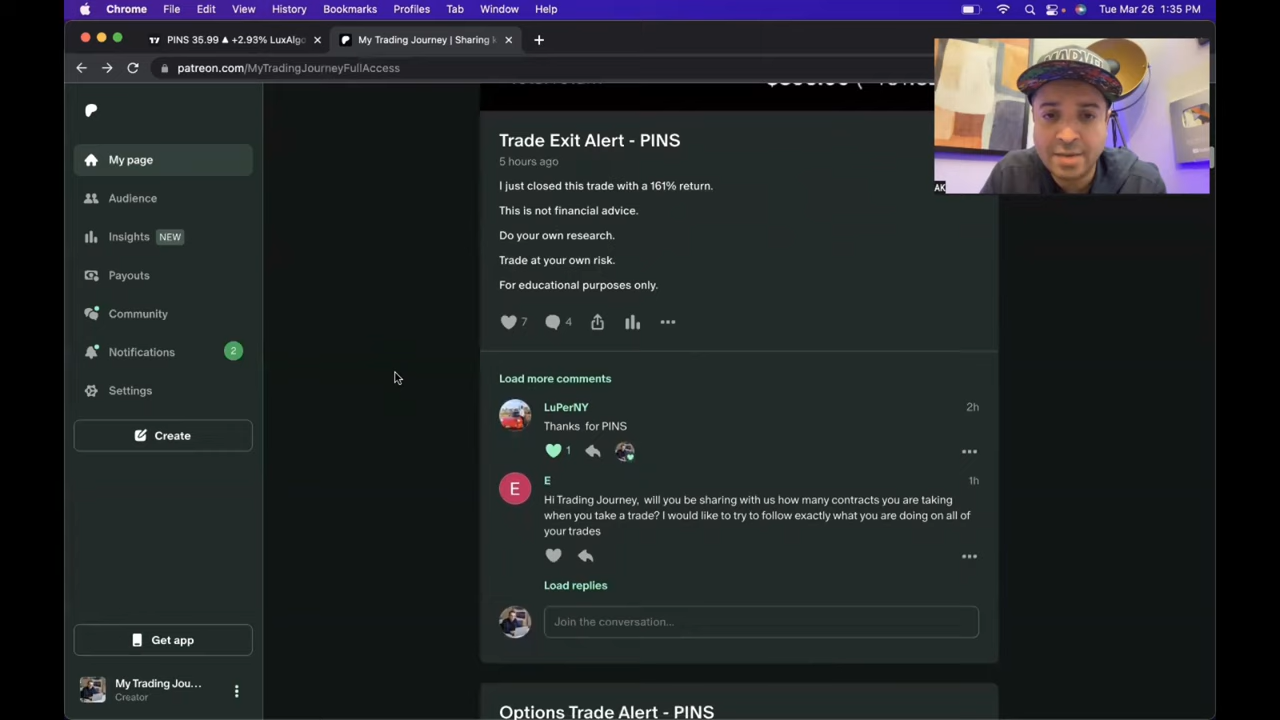 Chrome File Edit View History Bookmarks Profiles Tab Window Help
Tue Mar 26 1:35 PM
PINS 35.99 ▲ +2.93% LuxAlgo
My Trading Journey | Sharing k
patreon.com/MyTradingJourneyFullAccess
MARVEL
AK
My page
Audience
Insights NEW
Payouts
Community
Notifications 2
Settings
Create
Get app
My Trading Jou...
Creator
Trade Exit Alert - PINS
5 hours ago
I just closed this trade with a 161% return.
This is not financial advice.
Do your own research.
Trade at your own risk.
For educational purposes only.
7 4
Load more comments
LuPerNY 2h
Thanks for PINS
1
E
E 1h
Hi Trading Journey, will you be sharing with us how many contracts you are taking
when you take a trade? I would like to try to follow exactly what you are doing on all of
your trades
Load replies
Join the conversation...
Options Trade Alert - PINS